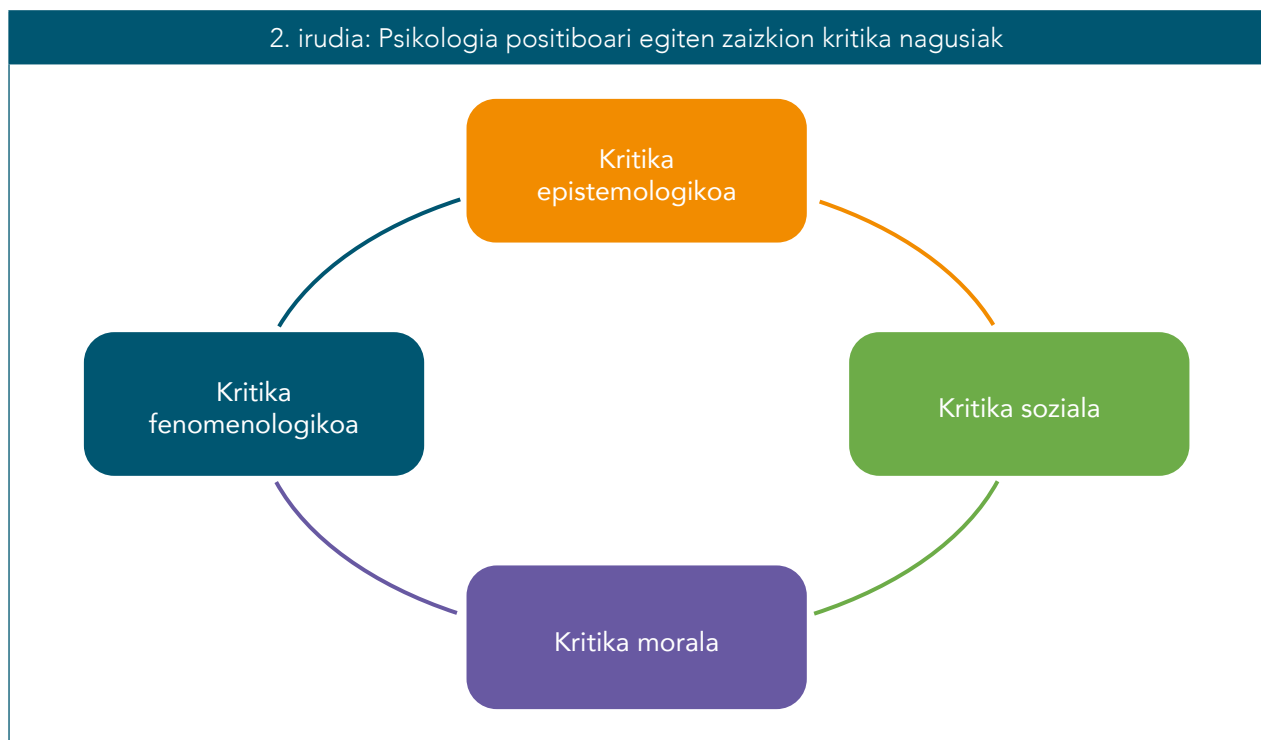 2. irudia: Psikologia positiboari egiten zaizkion kritika nagusiak
Kritika
epistemologikoa
Kritika
fenomenologikoa
Kritika soziala
Kritika morala